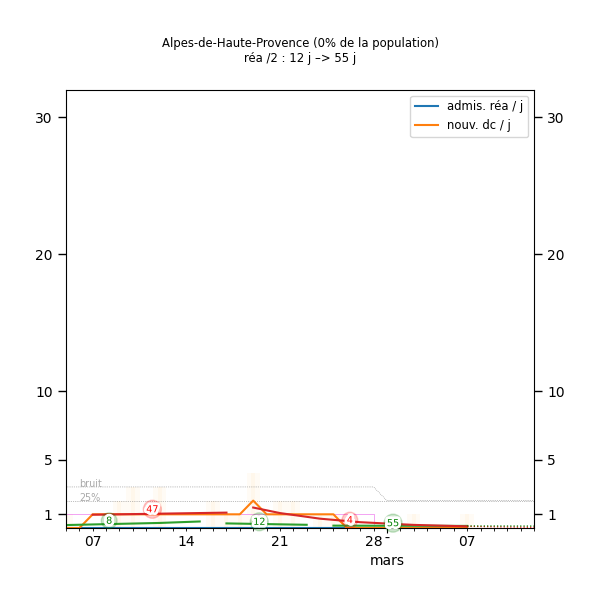 Alpes-de-Haute-Provence (0% de la population)
réa /2 : 12 j –> 55 j
admis. réa / j
nouv. dc / j
30 30
20 20
10 10
5 5
bruit
25%
1 1
47
8
12
4
55
07 14 21 28 07
mars